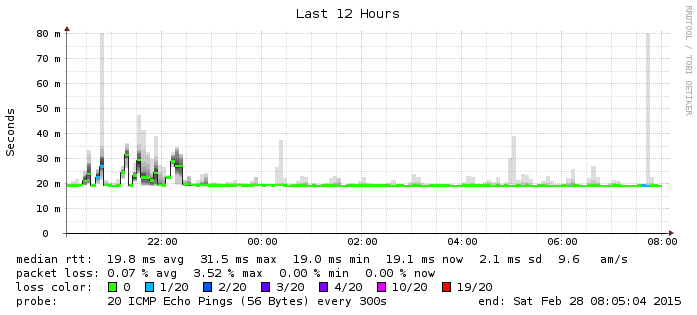 Last 12 Hours
RRDTOOL / TOBI OETIKER
Seconds
80 m
70 m
60 m
50 m
40 m
30 m
20 m
10 m
0
22:00 00:00 02:00 04:00 06:00 08:00
median rtt: 19.8 ms avg 31.5 ms max 19.0 ms min 19.1 ms now 2.1 ms sd 9.6 am/s
packet loss: 0.07 % avg 3.52 % max 0.00 % min 0.00 % now
loss color: 0 1/20 2/20 3/20 4/20 10/20 19/20
probe: 20 ICMP Echo Pings (56 Bytes) every 300s end: Sat Feb 28 08:05:04 2015